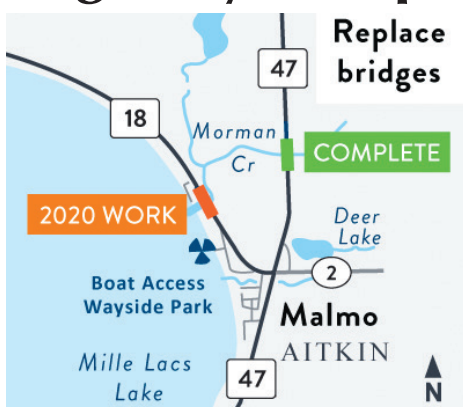 Replace
bridges
47
18
Morman
Cr
COMPLETE
2020 WORK
Deer
Lake
2
Boat Access
Wayside Park
Malmo
AITKIN
Mille Lacs
Lake
47
N